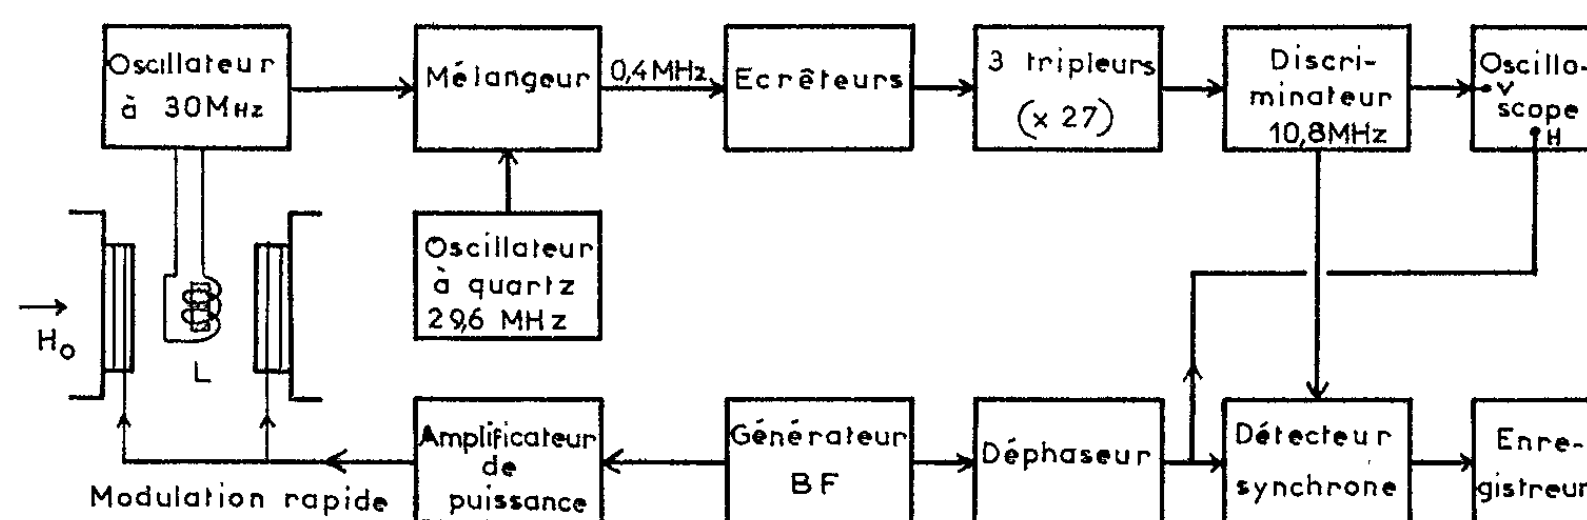 Oscillateur
à 30MHz
Mélangeur
0,4MHz
Ecrêteurs
3 tripleurs
(x 27)
Discri-
minateur
10,8MHz
Oscillo-
V
scope
H
Oscillateur
à quartz
29,6 MHz
H₀
L
Modulation rapide
Amplificateur
de
puissance
Générateur
BF
Déphaseur
Détecteur
synchrone
Enre-
gistreur